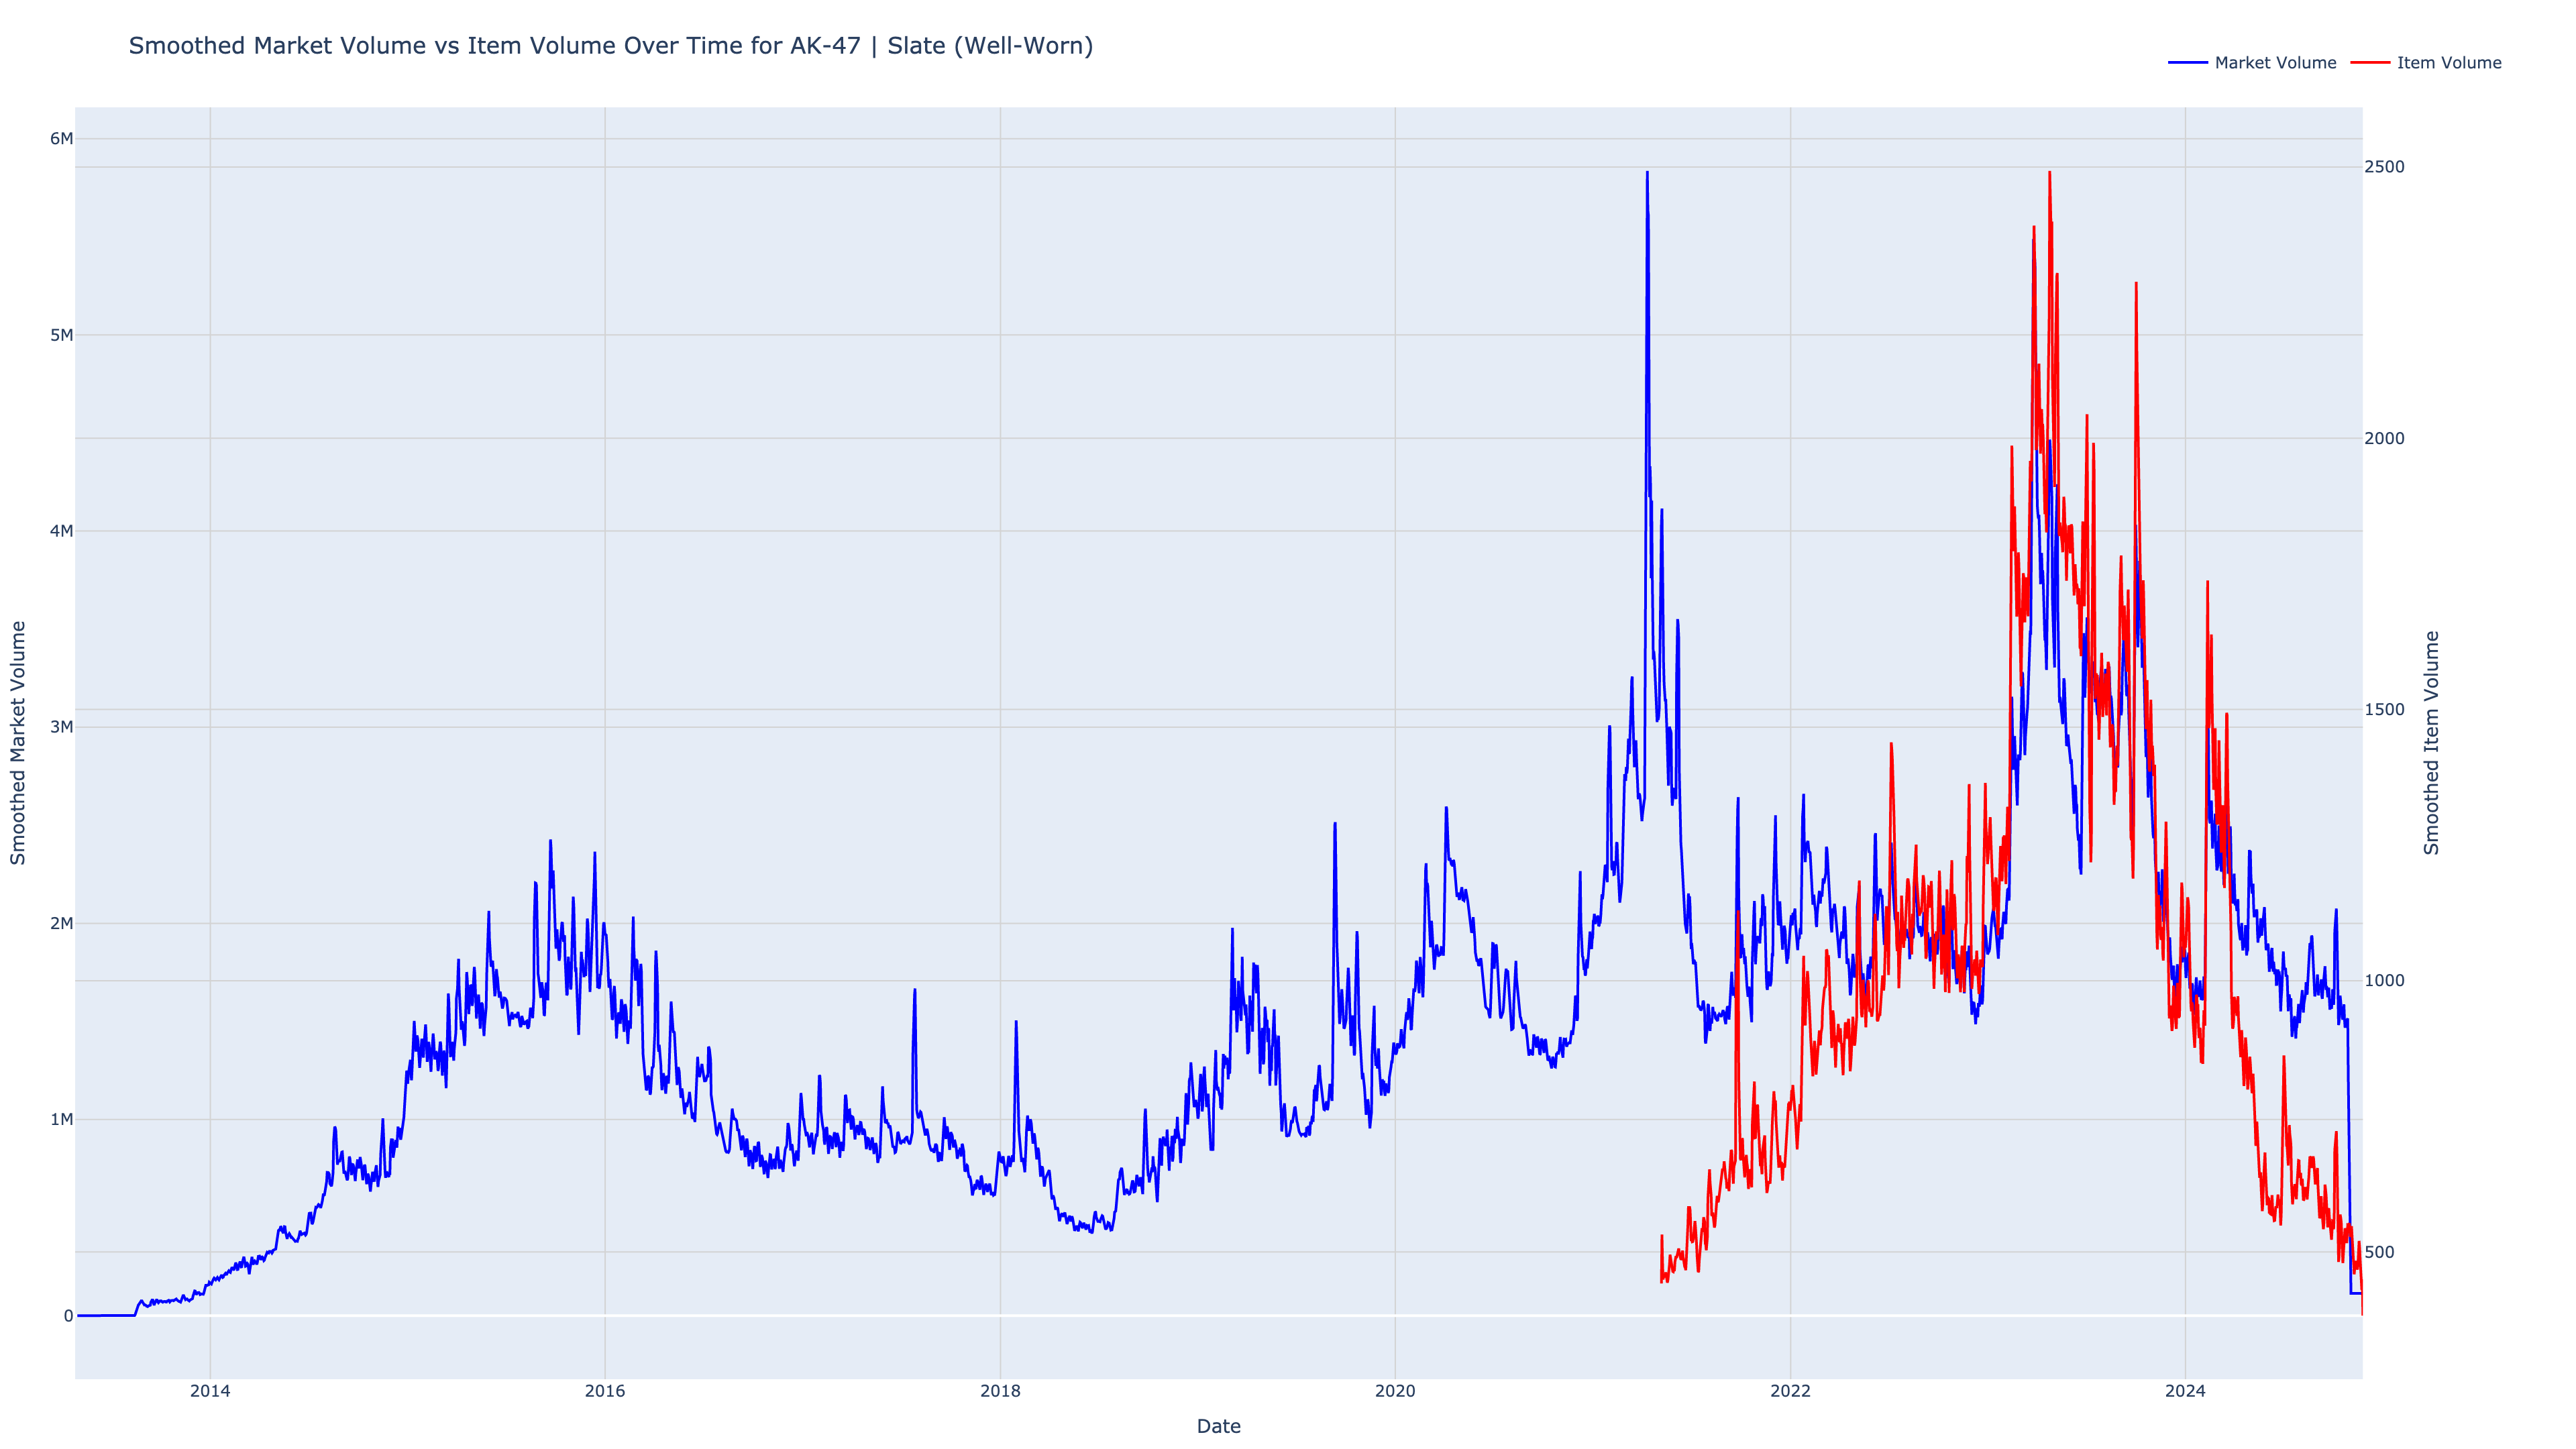 Smoothed Market Volume vs Item Volume Over Time for AK-47 | Slate (Well-Worn)
Market Volume
Item Volume
6M
5M
4M
3M
2M
1M
0
Smoothed Market Volume
2500
2000
1500
1000
500
Smoothed Item Volume
2014
2016
2018
2020
2022
2024
Date